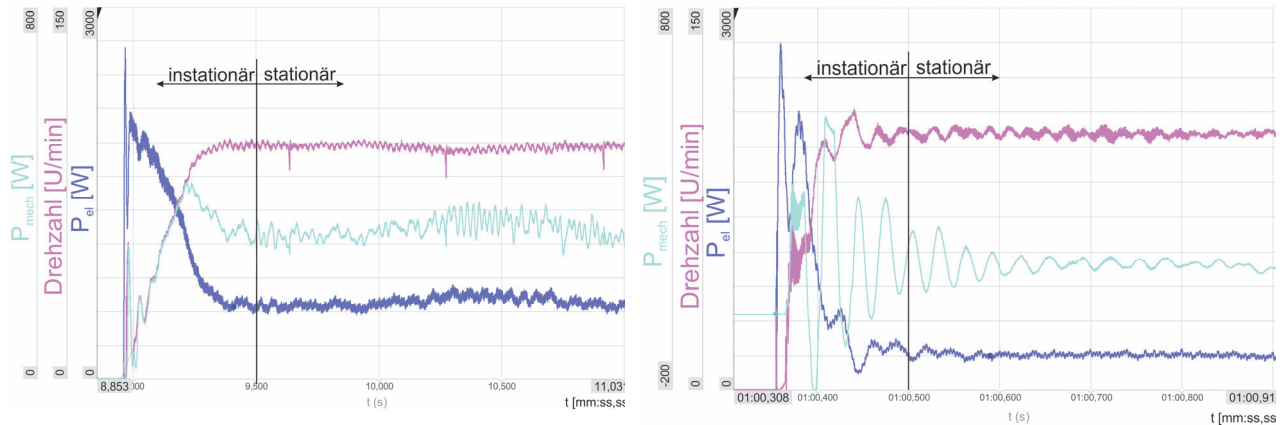 800
150
3000
P_mech [W]
Drehzahl [U/min]
P_el [W]
0
0
0
instationär
stationär
8,853
000
9,500
10,000
10,500
11,031
t (s)
t [mm:ss,ss
800
150
3000
P_mech [W]
Drehzahl [U/min]
P_el [W]
-200
0
0
instationär
stationär
01:00,308
01:00,400
01:00,500
01:00,600
01:00,700
01:00,800
01:00,91
t (s)
t [mm:ss,ss